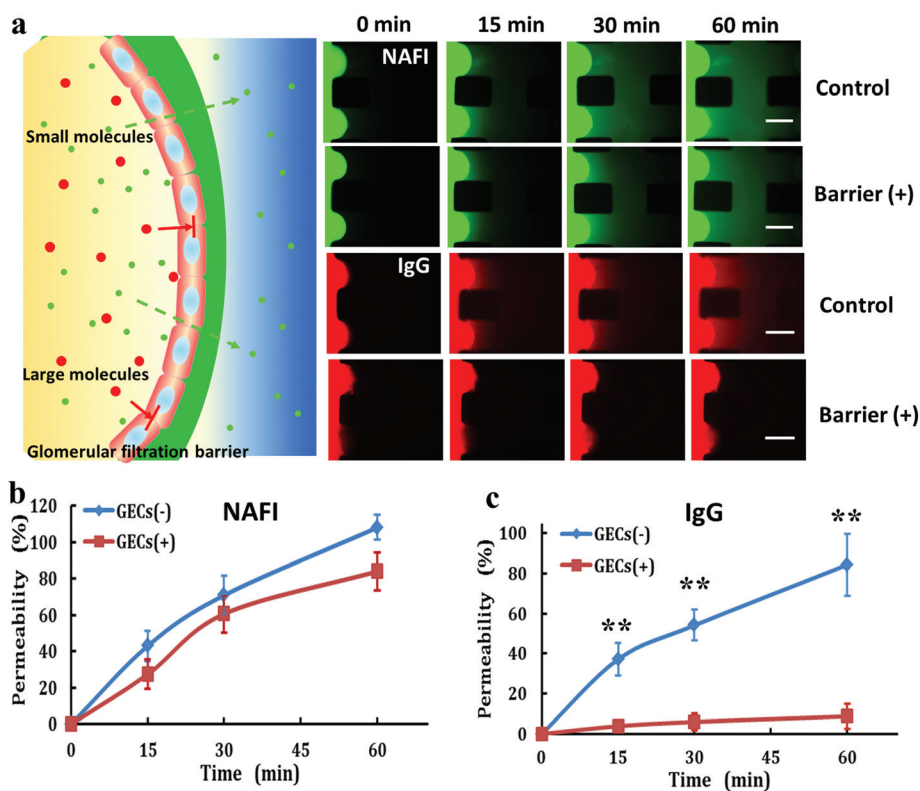 a
0 min 15 min 30 min 60 min
NAFI
Control
Small molecules
Barrier (+)
IgG
Control
Large molecules
Barrier (+)
Glomerular filtration barrier
b
NAFI
GECs(-)
GECs(+)
Permeability (%)
120
100
80
60
40
20
0
0 15 30 45 60
Time (min)
c
IgG
GECs(-)
GECs(+)
Permeability (%)
100
80
60
40
20
0
** ** **
0 15 30 45 60
Time (min)